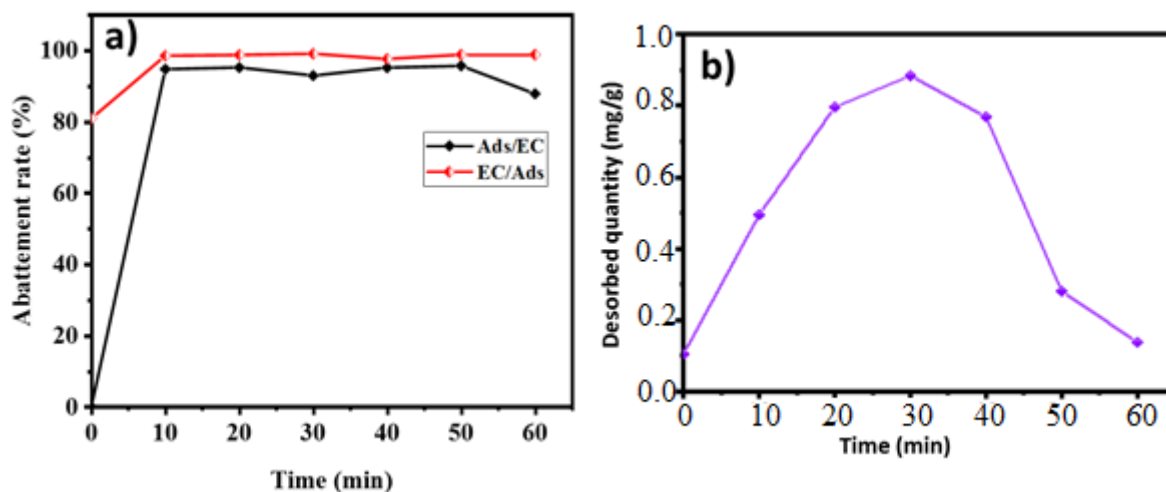 a)
Abattement rate (%)
100
80
60
40
20
0
Ads/EC
EC/Ads
0 10 20 30 40 50 60
Time (min)
b)
Desorbed quantity (mg/g)
1.0
0.8
0.6
0.4
0.2
0.0
0 10 20 30 40 50 60
Time (min)